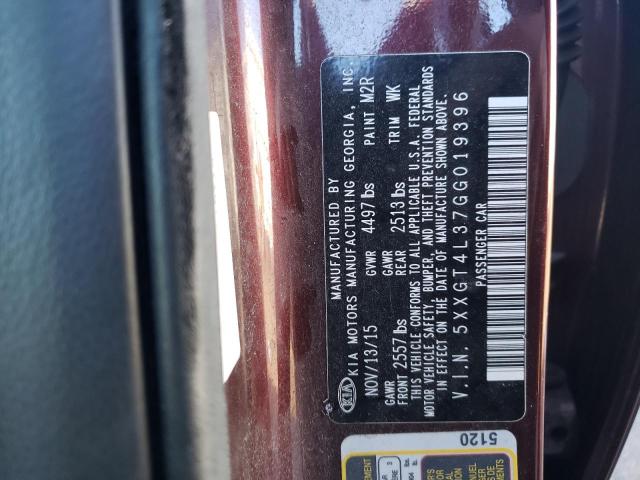 MANUFACTURED BY
KIA KIA MOTORS MANUFACTURING GEORGIA, INC.
NOV/13/15 GVWR 4497 lbs PAINT M2R
GAWR FRONT 2557 lbs GAWR REAR 2513 lbs TRIM WK
THIS VEHICLE CONFORMS TO ALL APPLICABLE U.S.A. FEDERAL
MOTOR VEHICLE SAFETY, BUMPER, AND THEFT PREVENTION STANDARDS
IN EFFECT ON THE DATE OF MANUFACTURE SHOWN ABOVE.
V.I.N. 5XXGT4L37GG019396
PASSENGER CAR
5120